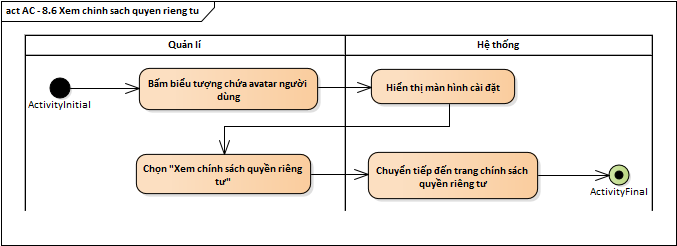 act AC - 8.6 Xem chinh sach quyen rieng tu
Quản lí
Hệ thống
ActivityInitial
Bấm biểu tượng chứa avatar người
dùng
Hiển thị màn hình cài đặt
Chọn "Xem chính sách quyền riêng
tư"
Chuyển tiếp đến trang chính sách
quyền riêng tư
ActivityFinal